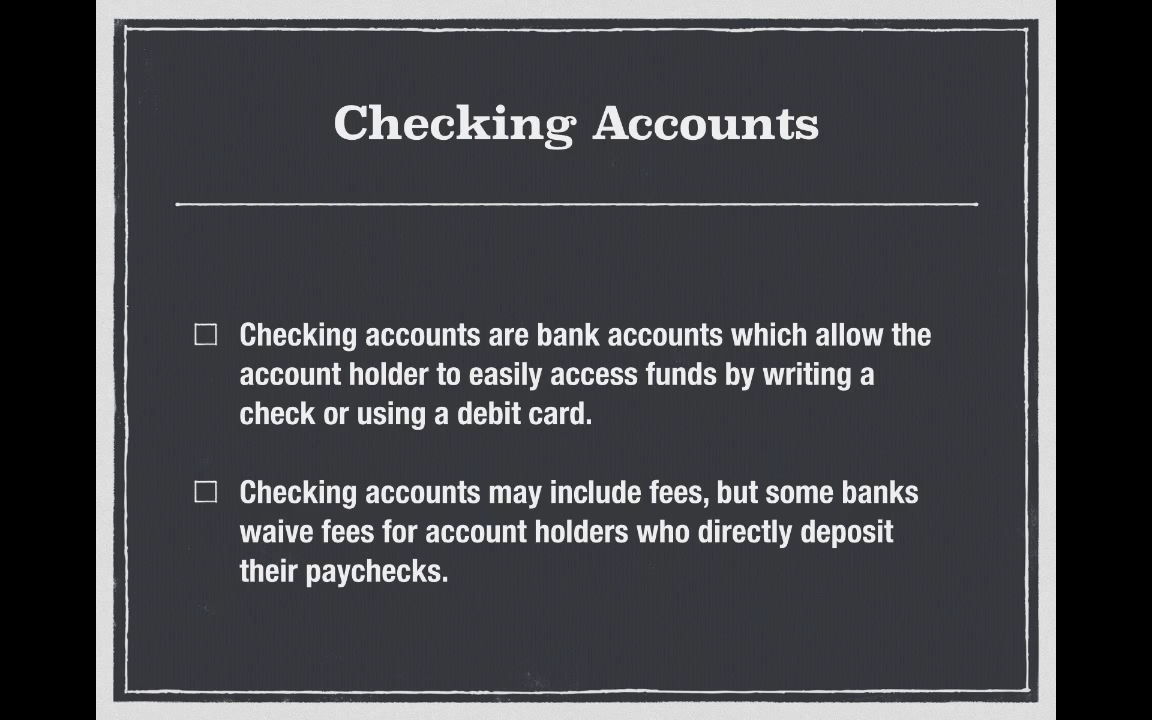 Checking Accounts
Checking accounts are bank accounts which allow the
account holder to easily access funds by writing a
check or using a debit card.
Checking accounts may include fees, but some banks
waive fees for account holders who directly deposit
their paychecks.